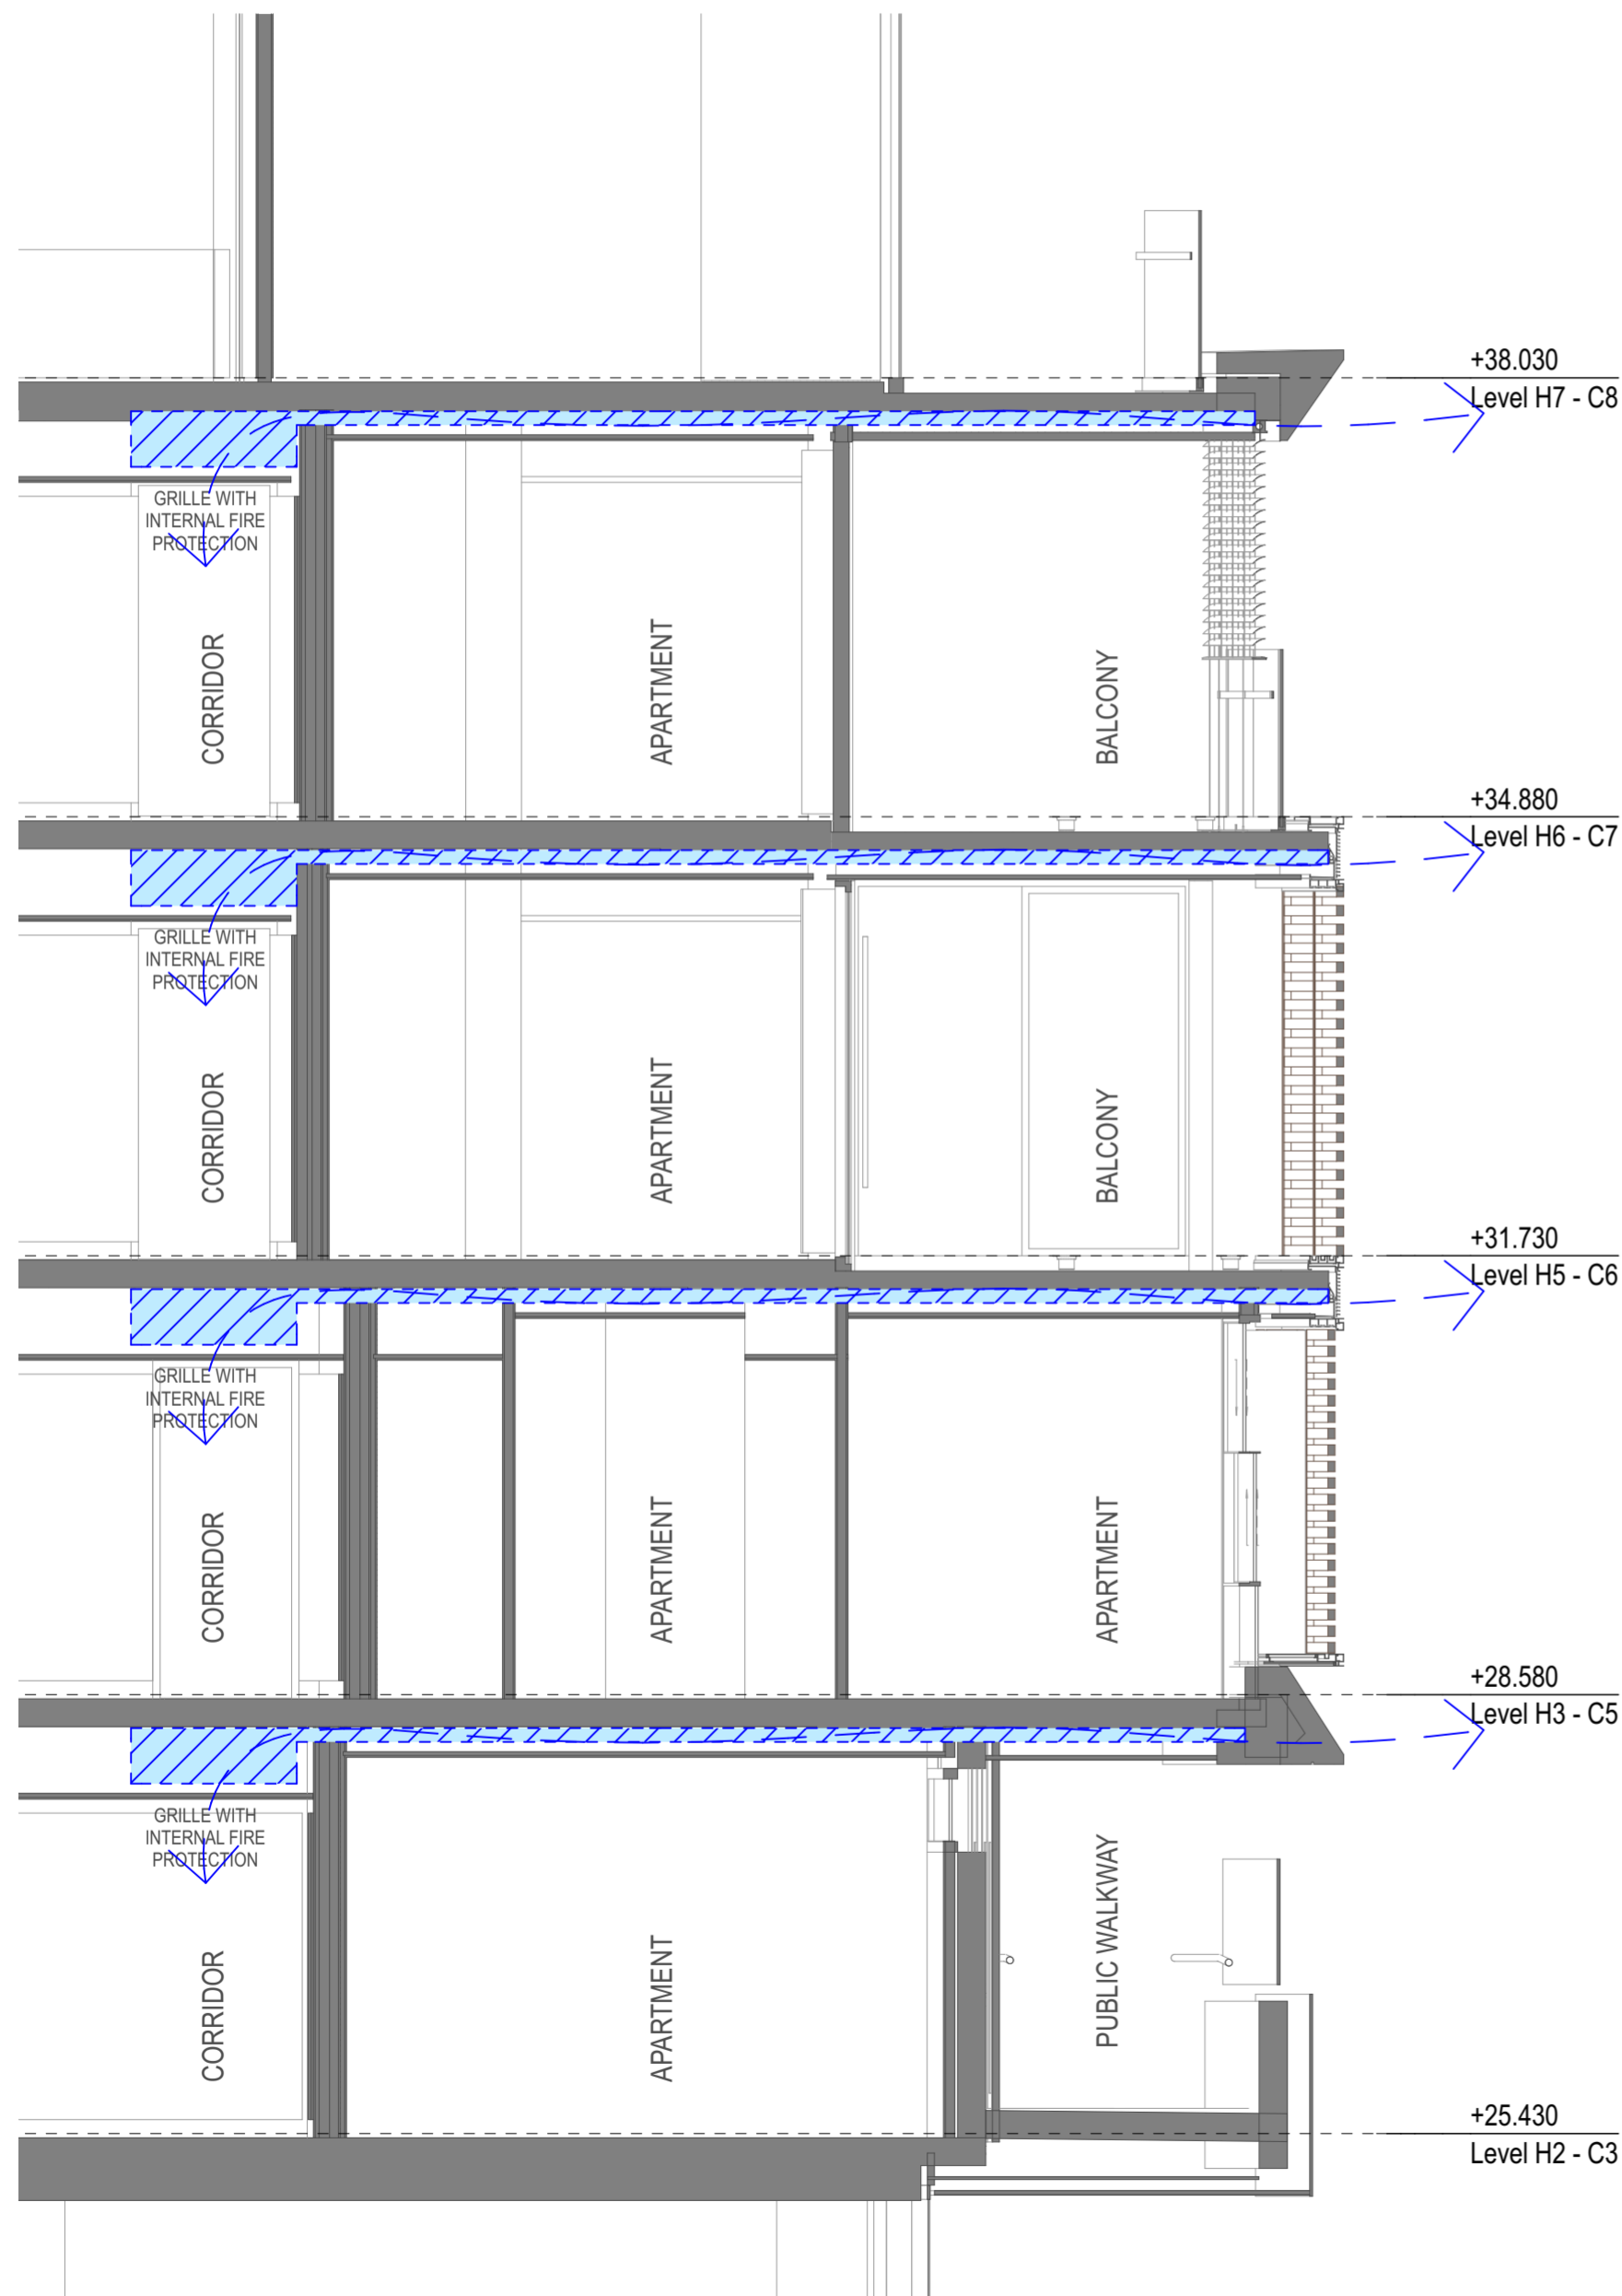 +38.030
Level H7 - C8
GRILLE WITH
INTERNAL FIRE
PROTECTION
CORRIDOR
APARTMENT
BALCONY
+34.880
Level H6 - C7
GRILLE WITH
INTERNAL FIRE
PROTECTION
CORRIDOR
APARTMENT
BALCONY
+31.730
Level H5 - C6
GRILLE WITH
INTERNAL FIRE
PROTECTION
CORRIDOR
APARTMENT
APARTMENT
+28.580
Level H3 - C5
GRILLE WITH
INTERNAL FIRE
PROTECTION
CORRIDOR
APARTMENT
PUBLIC WALKWAY
+25.430
Level H2 - C3